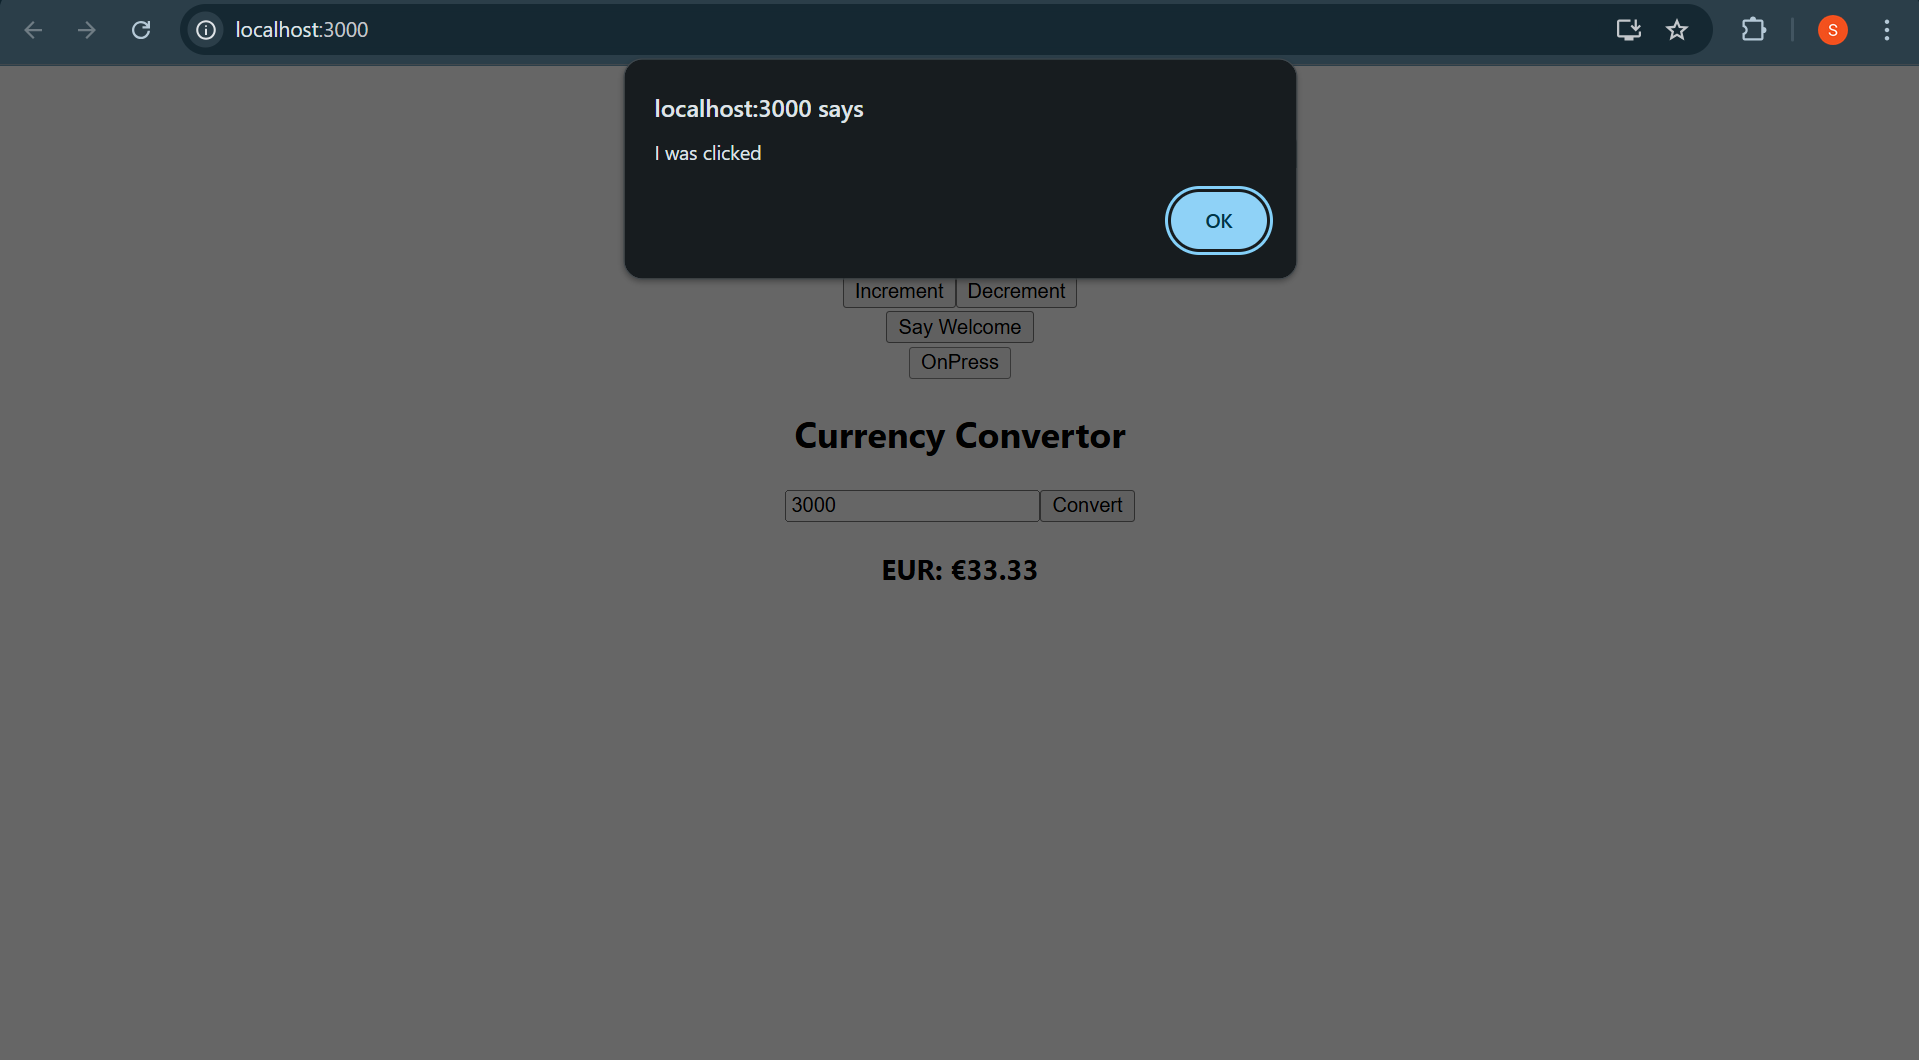 localhost:3000
S
localhost:3000 says
I was clicked
OK
Increment Decrement
Say Welcome
OnPress
Currency Convertor
3000 Convert
EUR: €33.33